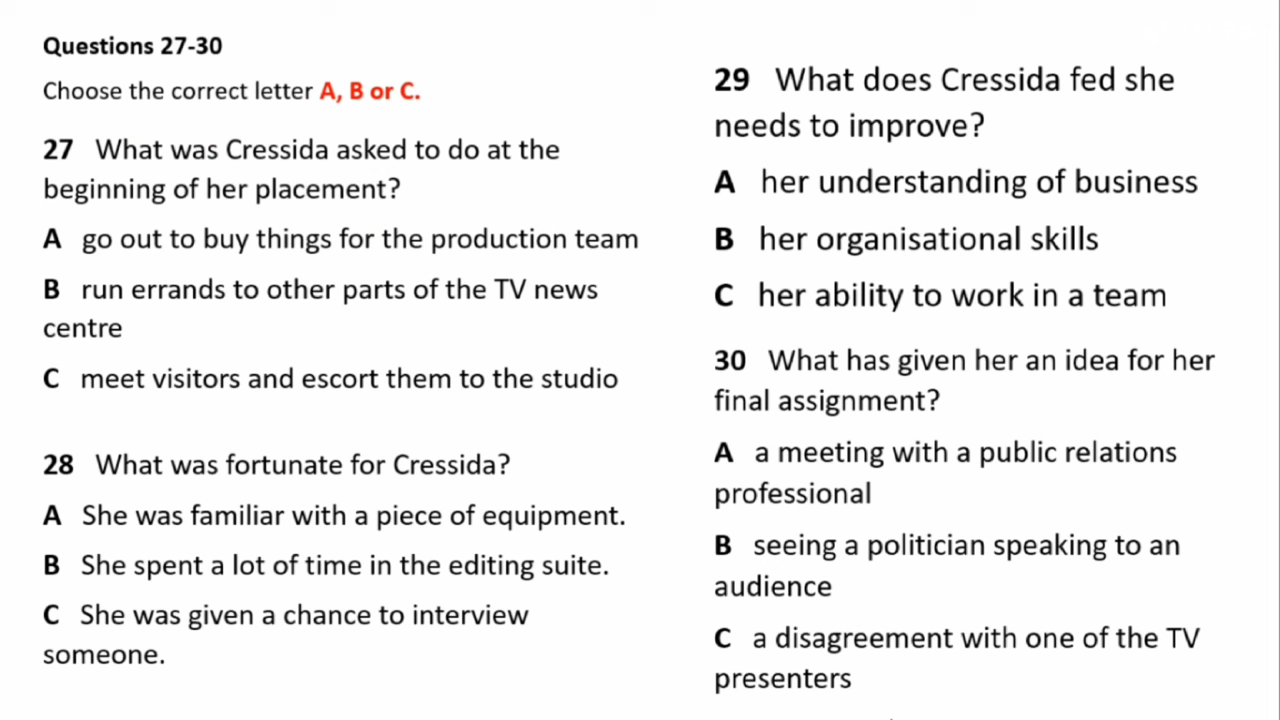 Questions 27-30
Choose the correct letter A, B or C.
27 What was Cressida asked to do at the
beginning of her placement?
A go out to buy things for the production team
B run errands to other parts of the TV news
centre
C meet visitors and escort them to the studio
28 What was fortunate for Cressida?
A She was familiar with a piece of equipment.
B She spent a lot of time in the editing suite.
C She was given a chance to interview
someone.
29 What does Cressida fed she
needs to improve?
A her understanding of business
B her organisational skills
C her ability to work in a team
30 What has given her an idea for her
final assignment?
A a meeting with a public relations
professional
B seeing a politician speaking to an
audience
C a disagreement with one of the TV
presenters